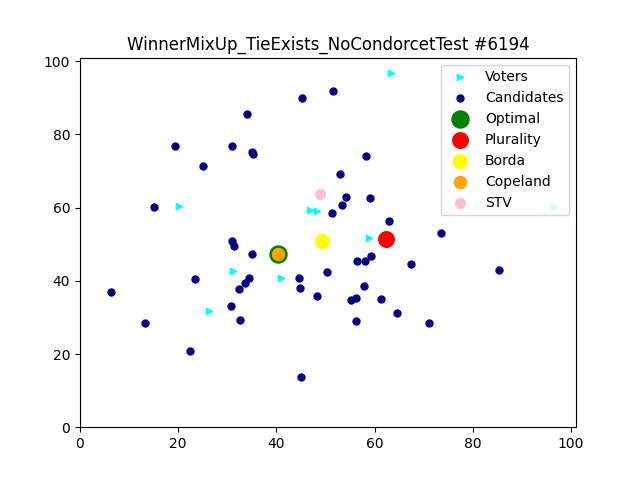 WinnerMixUp_TieExists_NoCondorcetTest #6194
100
80
60
40
20
0
0 20 40 60 80 100
Voters
Candidates
Optimal
Plurality
Borda
Copeland
STV